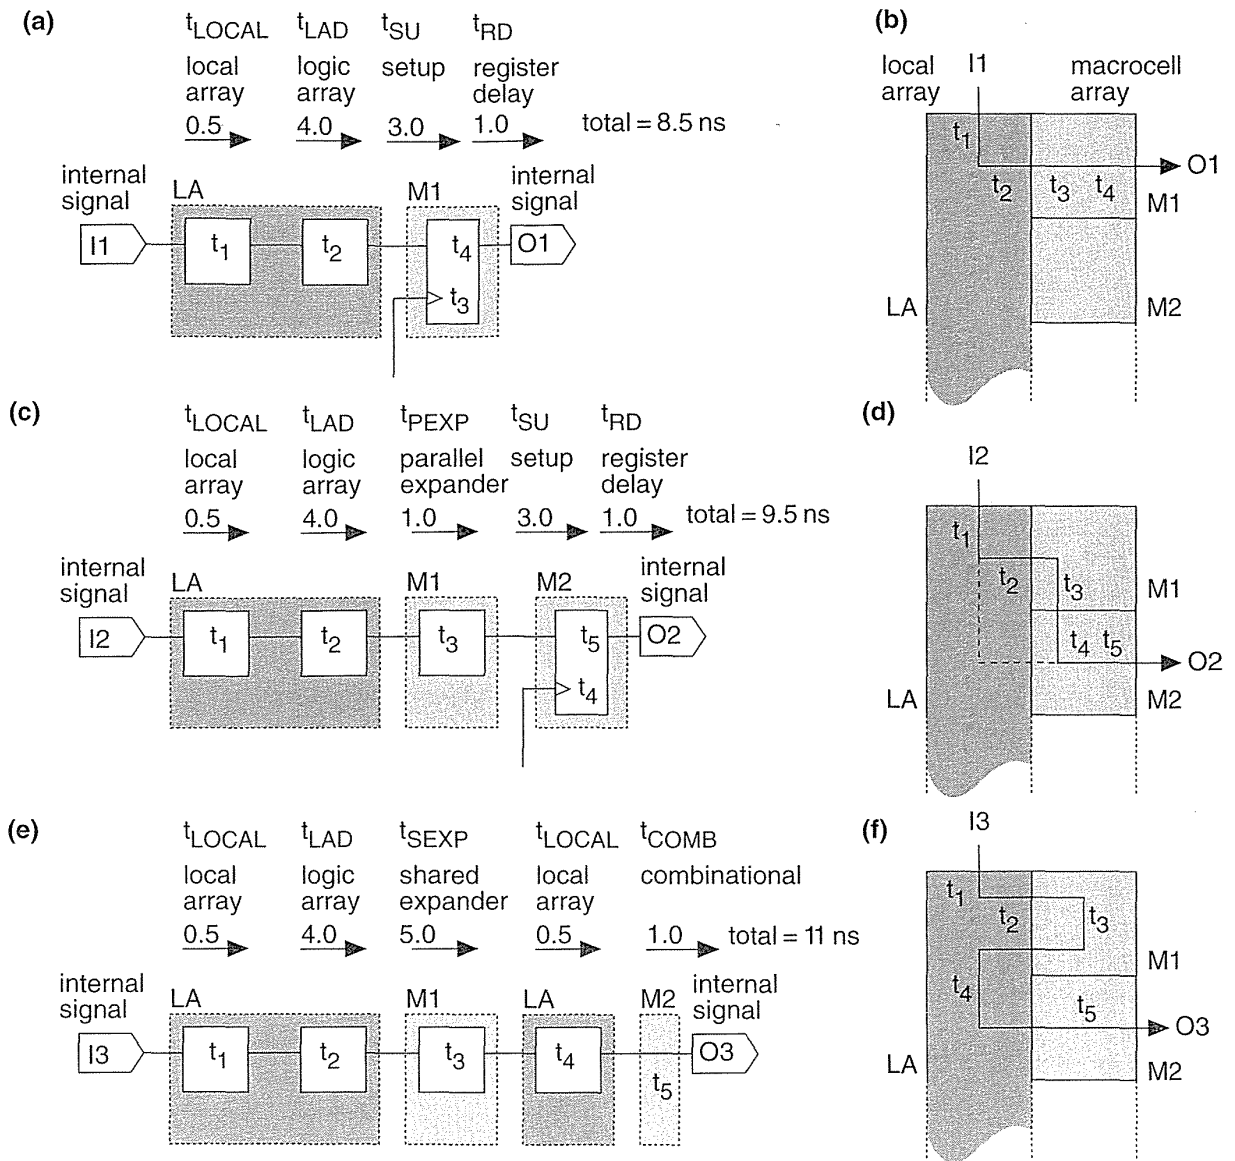 (a)
tLOCAL tLAD tSU tRD
local array logic array setup register delay
0.5 4.0 3.0 1.0 total = 8.5 ns
internal signal LA M1 internal signal
I1 t1 t2 t4 O1
t3
(b)
local array I1 macrocell array
t1
O1
t2 t3 t4 M1
LA M2
(c)
tLOCAL tLAD tPEXP tSU tRD
local array logic array parallel expander setup register delay
0.5 4.0 1.0 3.0 1.0 total = 9.5 ns
internal signal LA M1 M2 internal signal
I2 t1 t2 t3 t5 O2
t4
(d)
I2
t1
t2 t3 M1
t4 t5 O2
LA M2
(e)
tLOCAL tLAD tSEXP tLOCAL tCOMB
local array logic array shared expander local array combinational
0.5 4.0 5.0 0.5 1.0 total = 11 ns
internal signal LA M1 LA M2 internal signal
I3 t1 t2 t3 t4 O3
t5
(f)
I3
t1 t2 t3
M1
t4 t5
O3
LA M2